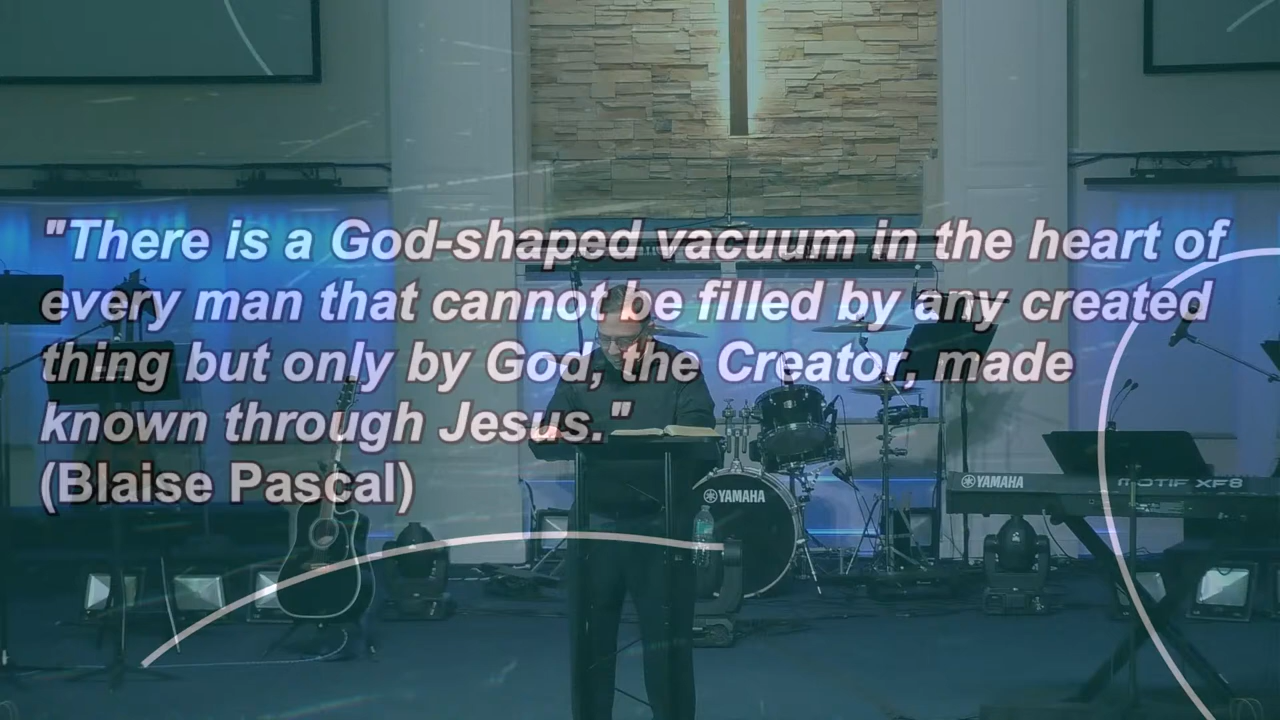 "There is a God-shaped vacuum in the heart of
every man that cannot be filled by any created
thing but only by God, the Creator, made
known through Jesus."
(Blaise Pascal)
YAMAHA
YAMAHA
MOTIF XF8